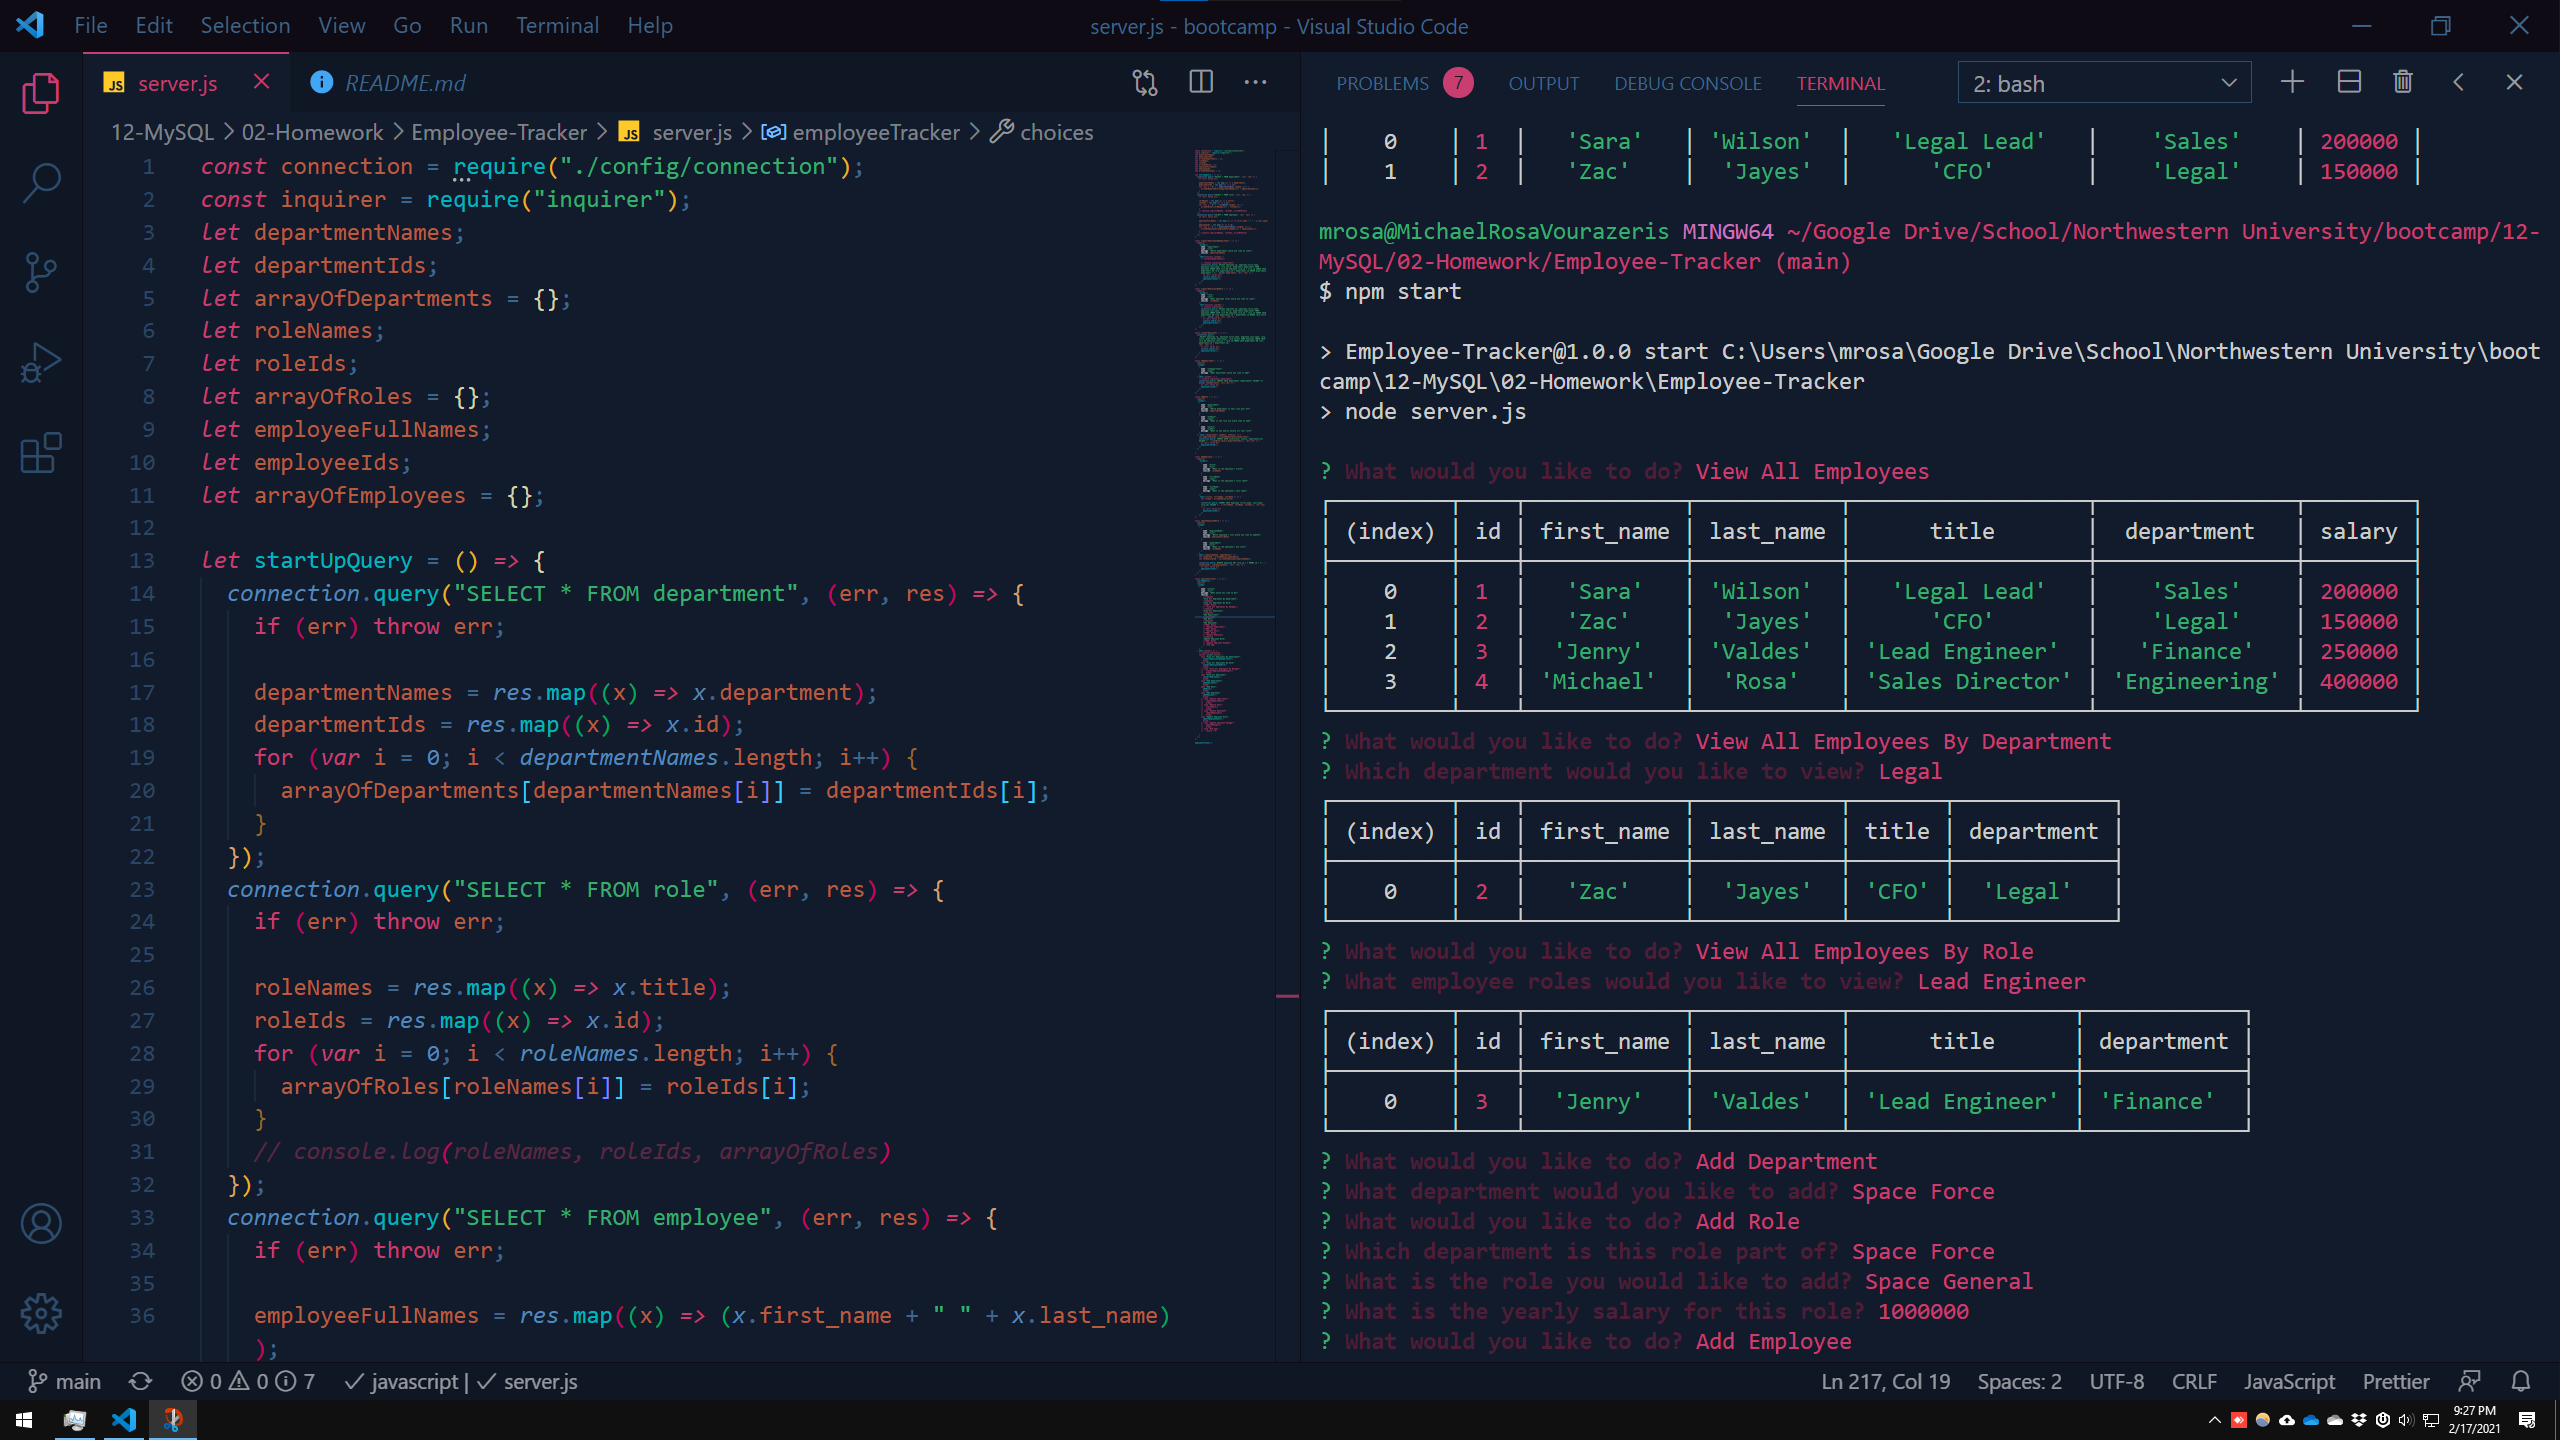 File Edit Selection View Go Run Terminal Help
server.js - bootcamp - Visual Studio Code
JS server.js
README.md
12-MySQL > 02-Homework > Employee-Tracker > JS server.js > employeeTracker > choices
1 const connection = require("./config/connection");
2 const inquirer = require("inquirer");
3 let departmentNames;
4 let departmentIds;
5 let arrayOfDepartments = {};
6 let roleNames;
7 let roleIds;
8 let arrayOfRoles = {};
9 let employeeFullNames;
10 let employeeIds;
11 let arrayOfEmployees = {};
12
13 let startUpQuery = () => {
14 connection.query("SELECT * FROM department", (err, res) => {
15 if (err) throw err;
16
17 departmentNames = res.map((x) => x.department);
18 departmentIds = res.map((x) => x.id);
19 for (var i = 0; i < departmentNames.length; i++) {
20 arrayOfDepartments[departmentNames[i]] = departmentIds[i];
21 }
22 });
23 connection.query("SELECT * FROM role", (err, res) => {
24 if (err) throw err;
25
26 roleNames = res.map((x) => x.title);
27 roleIds = res.map((x) => x.id);
28 for (var i = 0; i < roleNames.length; i++) {
29 arrayOfRoles[roleNames[i]] = roleIds[i];
30 }
31 // console.log(roleNames, roleIds, arrayOfRoles)
32 });
33 connection.query("SELECT * FROM employee", (err, res) => {
34 if (err) throw err;
35
36 employeeFullNames = res.map((x) => (x.first_name + " " + x.last_name)
);
PROBLEMS 7 OUTPUT DEBUG CONSOLE TERMINAL 2: bash
│ 0 │ 1 │ 'Sara' │ 'Wilson' │ 'Legal Lead' │ 'Sales' │ 200000 │
│ 1 │ 2 │ 'Zac' │ 'Jayes' │ 'CFO' │ 'Legal' │ 150000 │
mrosa@MichaelRosaVourazeris MINGW64 ~/Google Drive/School/Northwestern University/bootcamp/12-
MySQL/02-Homework/Employee-Tracker (main)
$ npm start
> Employee-Tracker@1.0.0 start C:\Users\mrosa\Google Drive\School\Northwestern University\boot
camp\12-MySQL\02-Homework\Employee-Tracker
> node server.js
? What would you like to do? View All Employees
│ (index) │ id │ first_name │ last_name │ title │ department │ salary │
│ 0 │ 1 │ 'Sara' │ 'Wilson' │ 'Legal Lead' │ 'Sales' │ 200000 │
│ 1 │ 2 │ 'Zac' │ 'Jayes' │ 'CFO' │ 'Legal' │ 150000 │
│ 2 │ 3 │ 'Jenry' │ 'Valdes' │ 'Lead Engineer' │ 'Finance' │ 250000 │
│ 3 │ 4 │ 'Michael' │ 'Rosa' │ 'Sales Director' │ 'Engineering' │ 400000 │
? What would you like to do? View All Employees By Department
? Which department would you like to view? Legal
│ (index) │ id │ first_name │ last_name │ title │ department │
│ 0 │ 2 │ 'Zac' │ 'Jayes' │ 'CFO' │ 'Legal' │
? What would you like to do? View All Employees By Role
? What employee roles would you like to view? Lead Engineer
│ (index) │ id │ first_name │ last_name │ title │ department │
│ 0 │ 3 │ 'Jenry' │ 'Valdes' │ 'Lead Engineer' │ 'Finance' │
? What would you like to do? Add Department
? What department would you like to add? Space Force
? What would you like to do? Add Role
? Which department is this role part of? Space Force
? What is the role you would like to add? Space General
? What is the yearly salary for this role? 1000000
? What would you like to do? Add Employee
main 0 0 7 javascript | server.js
Ln 217, Col 19 Spaces: 2 UTF-8 CRLF JavaScript Prettier
9:27 PM
2/17/2021